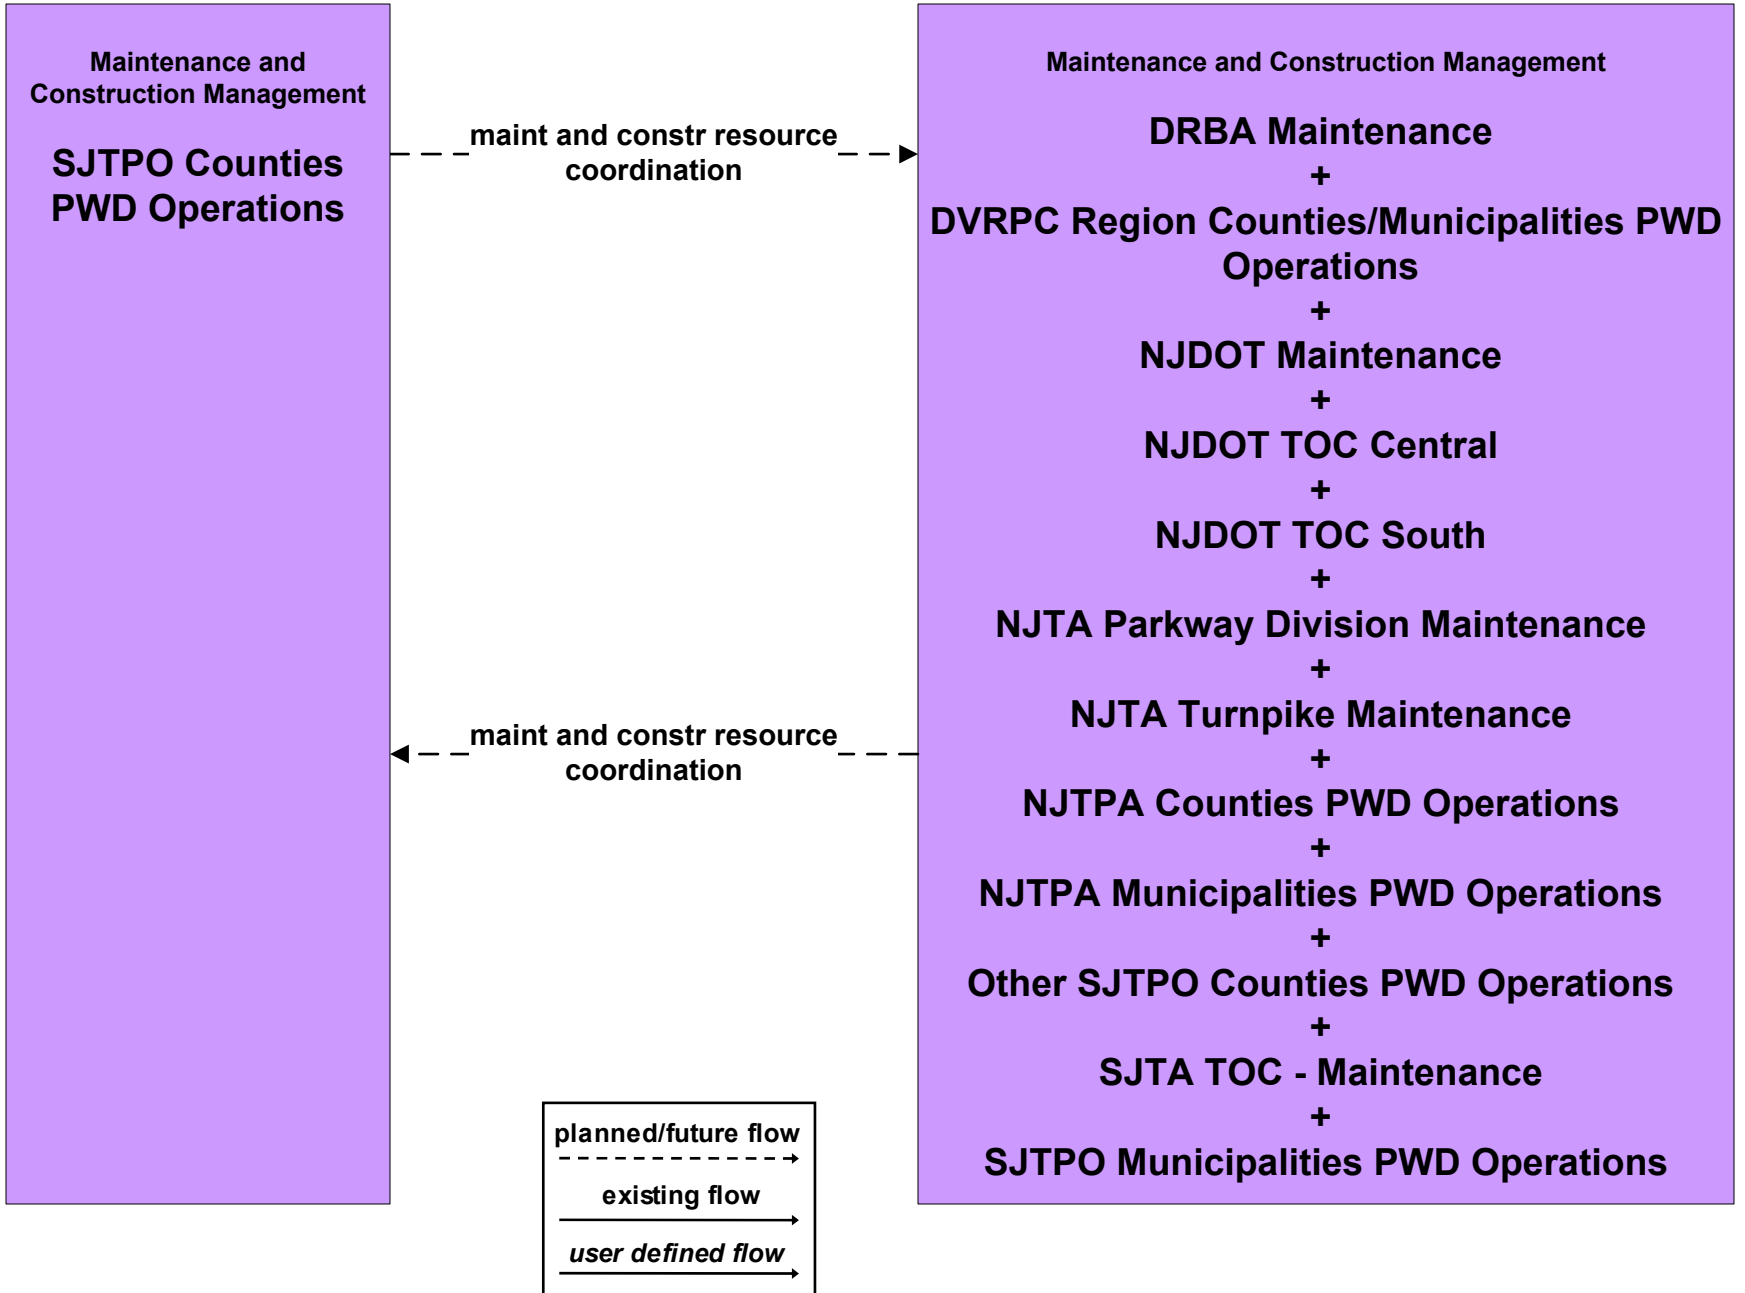 Maintenance and
Construction Management
SJTPO Counties
PWD Operations
maint and constr resource
coordination
maint and constr resource
coordination
Maintenance and Construction Management
DRBA Maintenance
+
DVRPC Region Counties/Municipalities PWD
Operations
+
NJDOT Maintenance
+
NJDOT TOC Central
+
NJDOT TOC South
+
NJTA Parkway Division Maintenance
+
NJTA Turnpike Maintenance
+
NJTPA Counties PWD Operations
+
NJTPA Municipalities PWD Operations
+
Other SJTPO Counties PWD Operations
+
SJTA TOC - Maintenance
+
SJTPO Municipalities PWD Operations
planned/future flow
existing flow
user defined flow